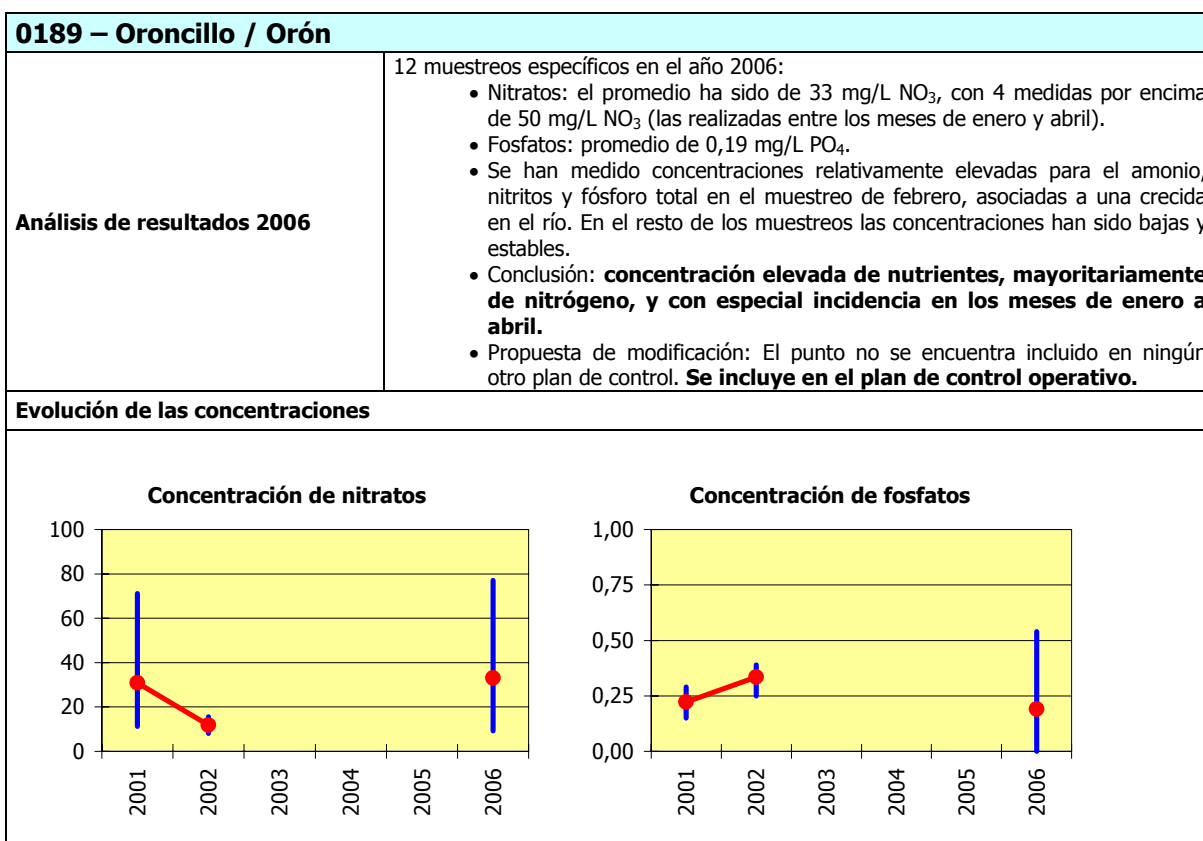 0189 – Oroncillo / Orón
Análisis de resultados 2006
12 muestreos específicos en el año 2006:
• Nitratos: el promedio ha sido de 33 mg/L NO₃, con 4 medidas por encima
de 50 mg/L NO₃ (las realizadas entre los meses de enero y abril).
• Fosfatos: promedio de 0,19 mg/L PO₄.
• Se han medido concentraciones relativamente elevadas para el amonio,
nitritos y fósforo total en el muestreo de febrero, asociadas a una crecida
en el río. En el resto de los muestreos las concentraciones han sido bajas y
estables.
• Conclusión: concentración elevada de nutrientes, mayoritariamente
de nitrógeno, y con especial incidencia en los meses de enero a
abril.
• Propuesta de modificación: El punto no se encuentra incluido en ningún
otro plan de control. Se incluye en el plan de control operativo.
Evolución de las concentraciones
Concentración de nitratos
100
80
60
40
20
0
2001 2002 2003 2004 2005 2006
Concentración de fosfatos
1,00
0,75
0,50
0,25
0,00
2001 2002 2003 2004 2005 2006